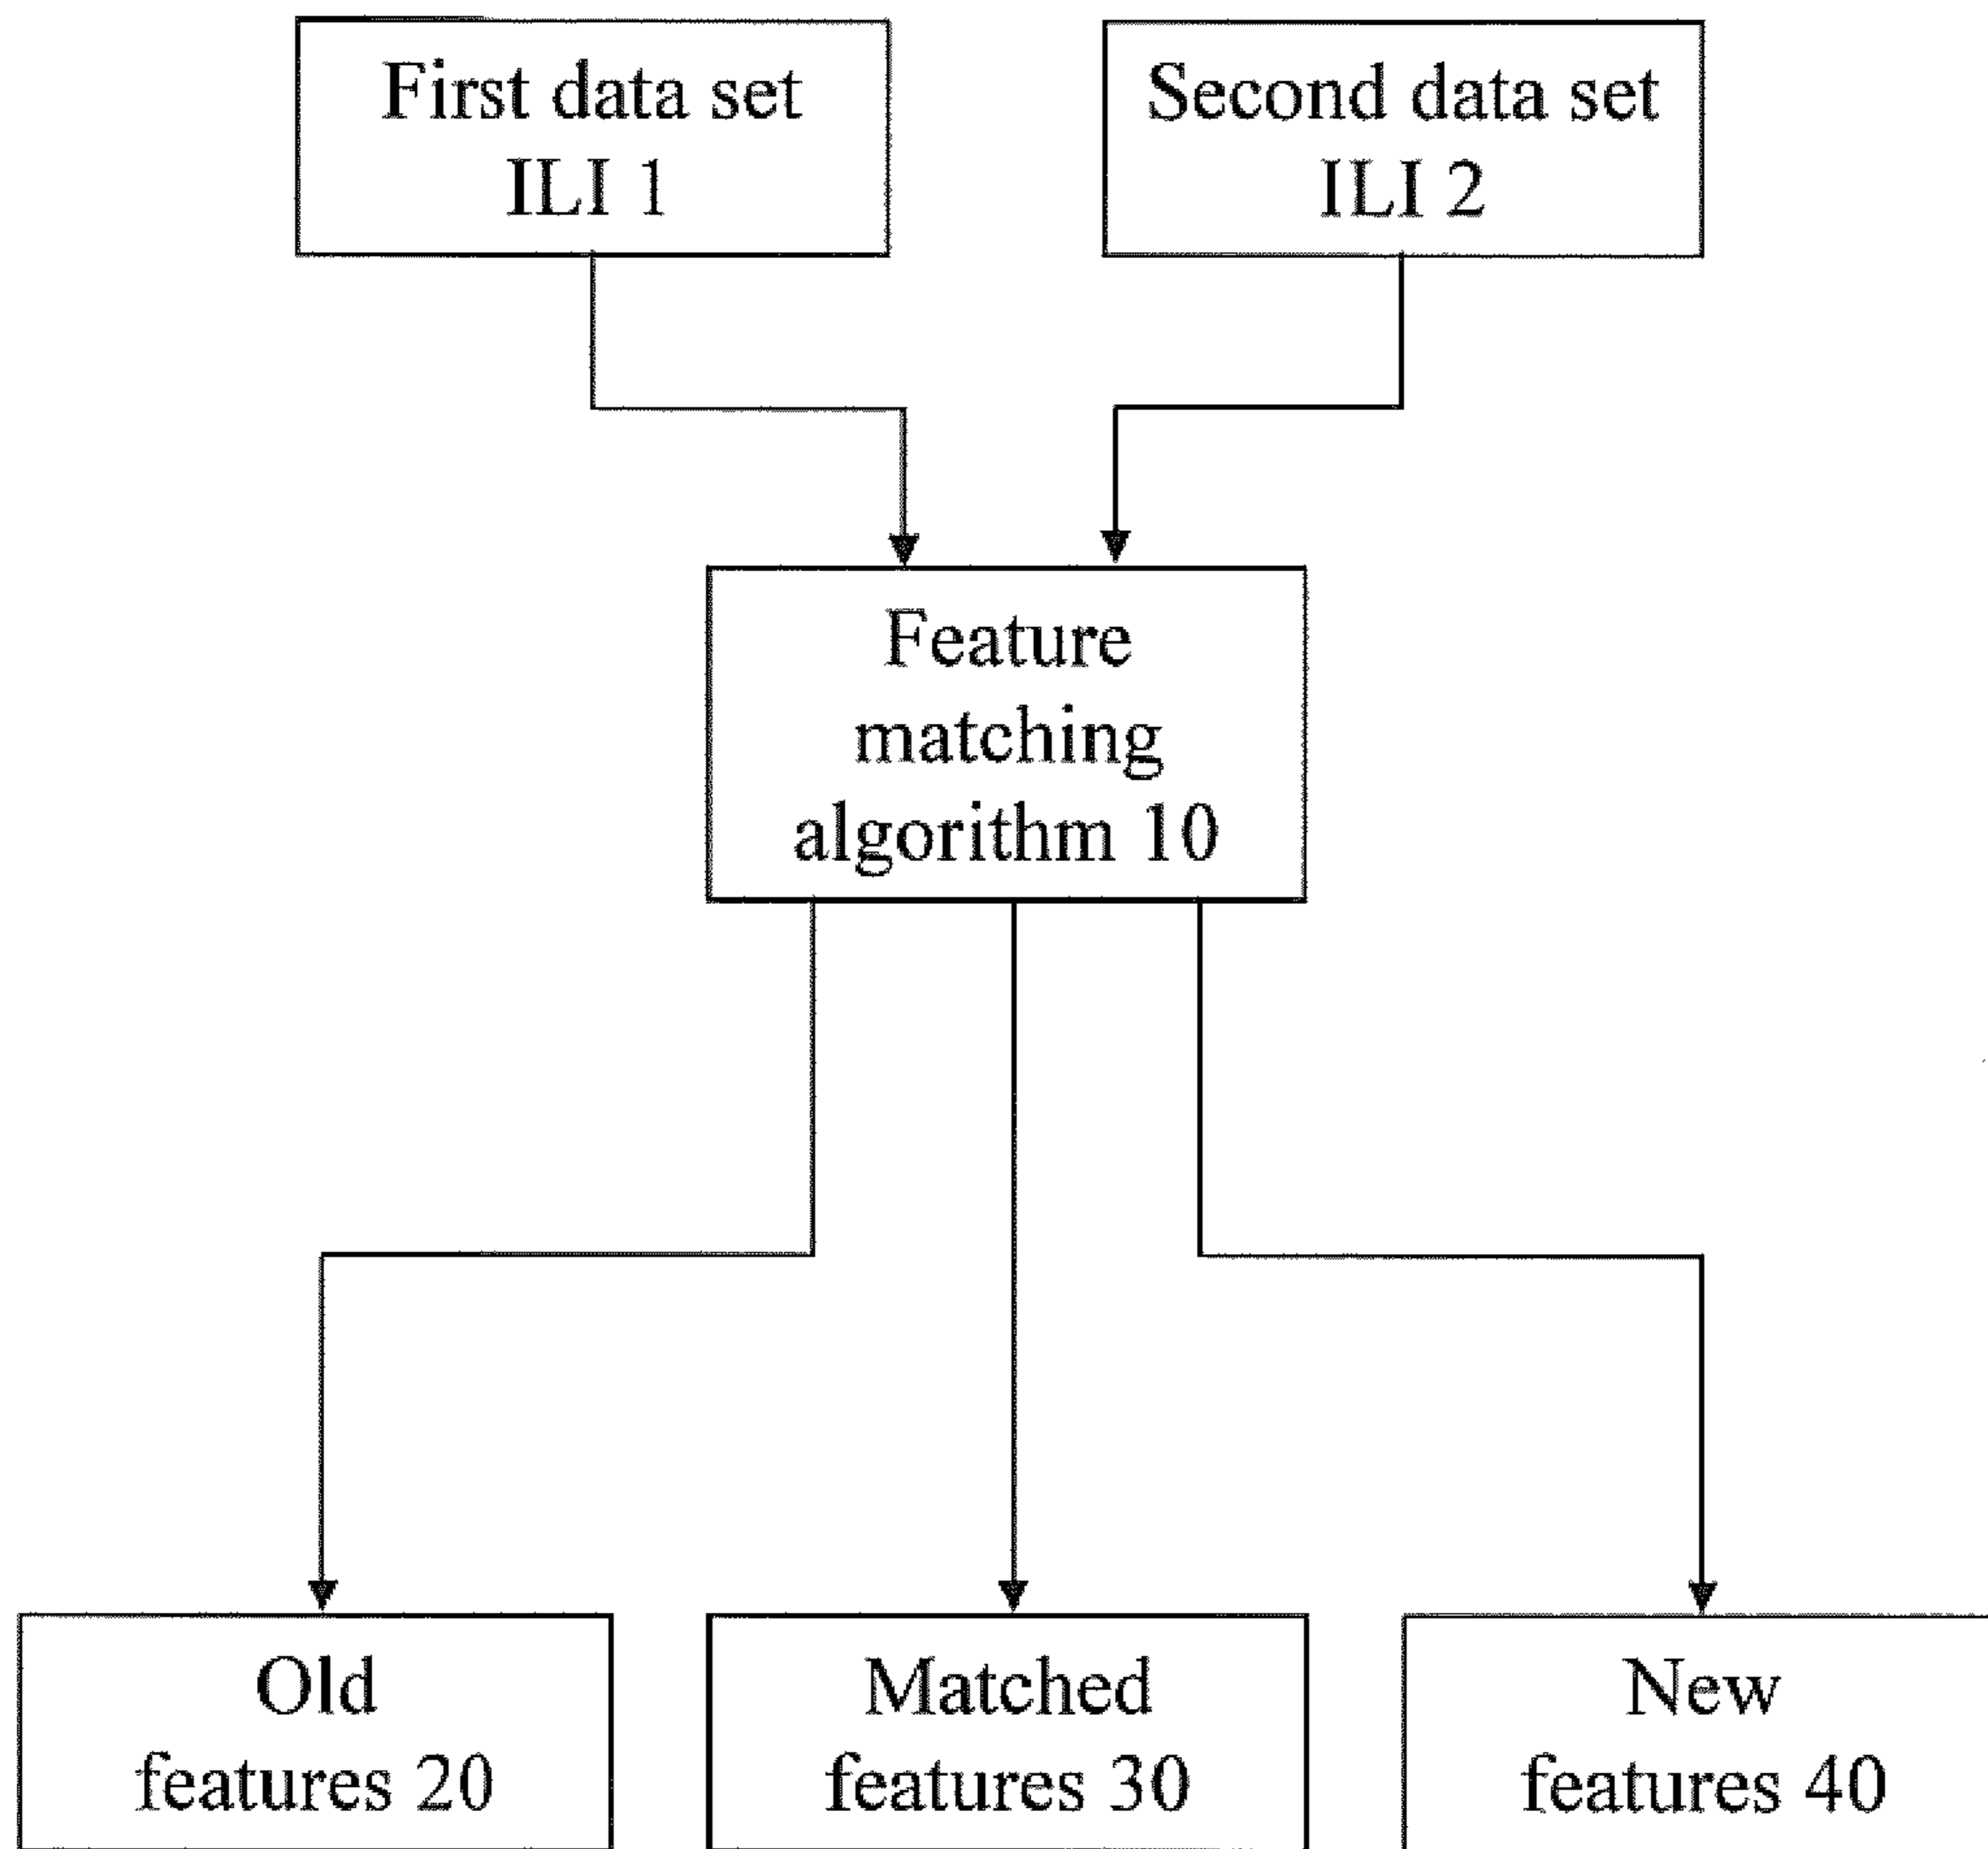 First data set
ILI 1
Second data set
ILI 2
Feature
matching
algorithm 10
Old
features 20
Matched
features 30
New
features 40